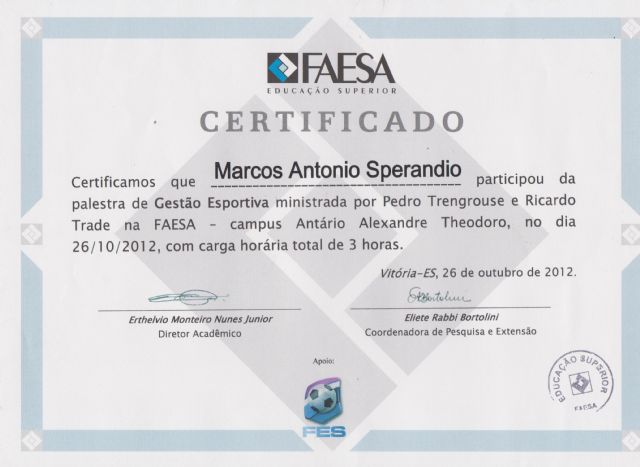 FAESA
EDUCAÇÃO SUPERIOR
CERTIFICADO
Certificamos que Marcos Antonio Sperandio participou da
palestra de Gestão Esportiva ministrada por Pedro Trengrouse e Ricardo
Trade na FAESA – campus Antário Alexandre Theodoro, no dia
26/10/2012, com carga horária total de 3 horas.
Vitória-ES, 26 de outubro de 2012.
Erthelvio Monteiro Nunes Junior
Diretor Acadêmico
Eliete Rabbi Bortolini
Coordenadora de Pesquisa e Extensão
Apoio:
FES
EDUCAÇÃO SUPERIOR
FAESA